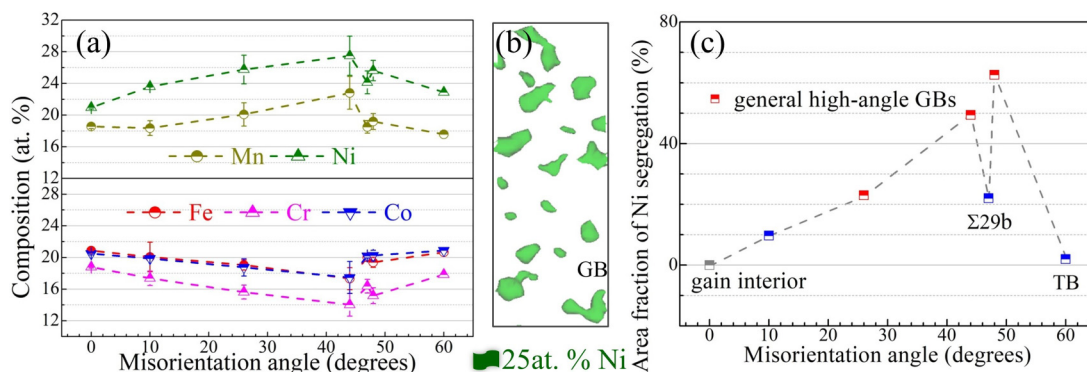 (a)
32
28
24
20
16
12
Mn
Ni
28
24
20
16
12
Fe
Cr
Co
Composition (at. %)
0 10 20 30 40 50 60
Misorientation angle (degrees)
(b)
GB
25at. % Ni
(c)
Area fraction of Ni segregation (%)
80
40
0
general high-angle GBs
Σ29b
gain interior
TB
0 10 20 30 40 50 60
Misorientation angle (degrees)